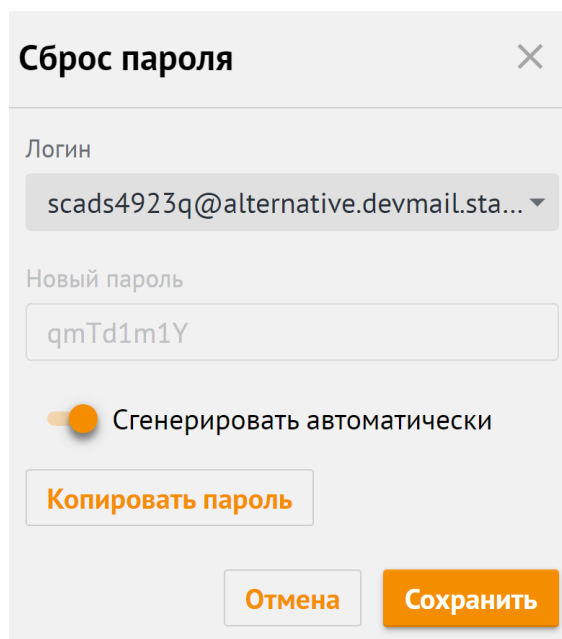 Сброс пароля
Логин
scads4923q@alternative.devmail.sta...
Новый пароль
qmTd1m1Y
Сгенерировать автоматически
Копировать пароль
Отмена
Сохранить